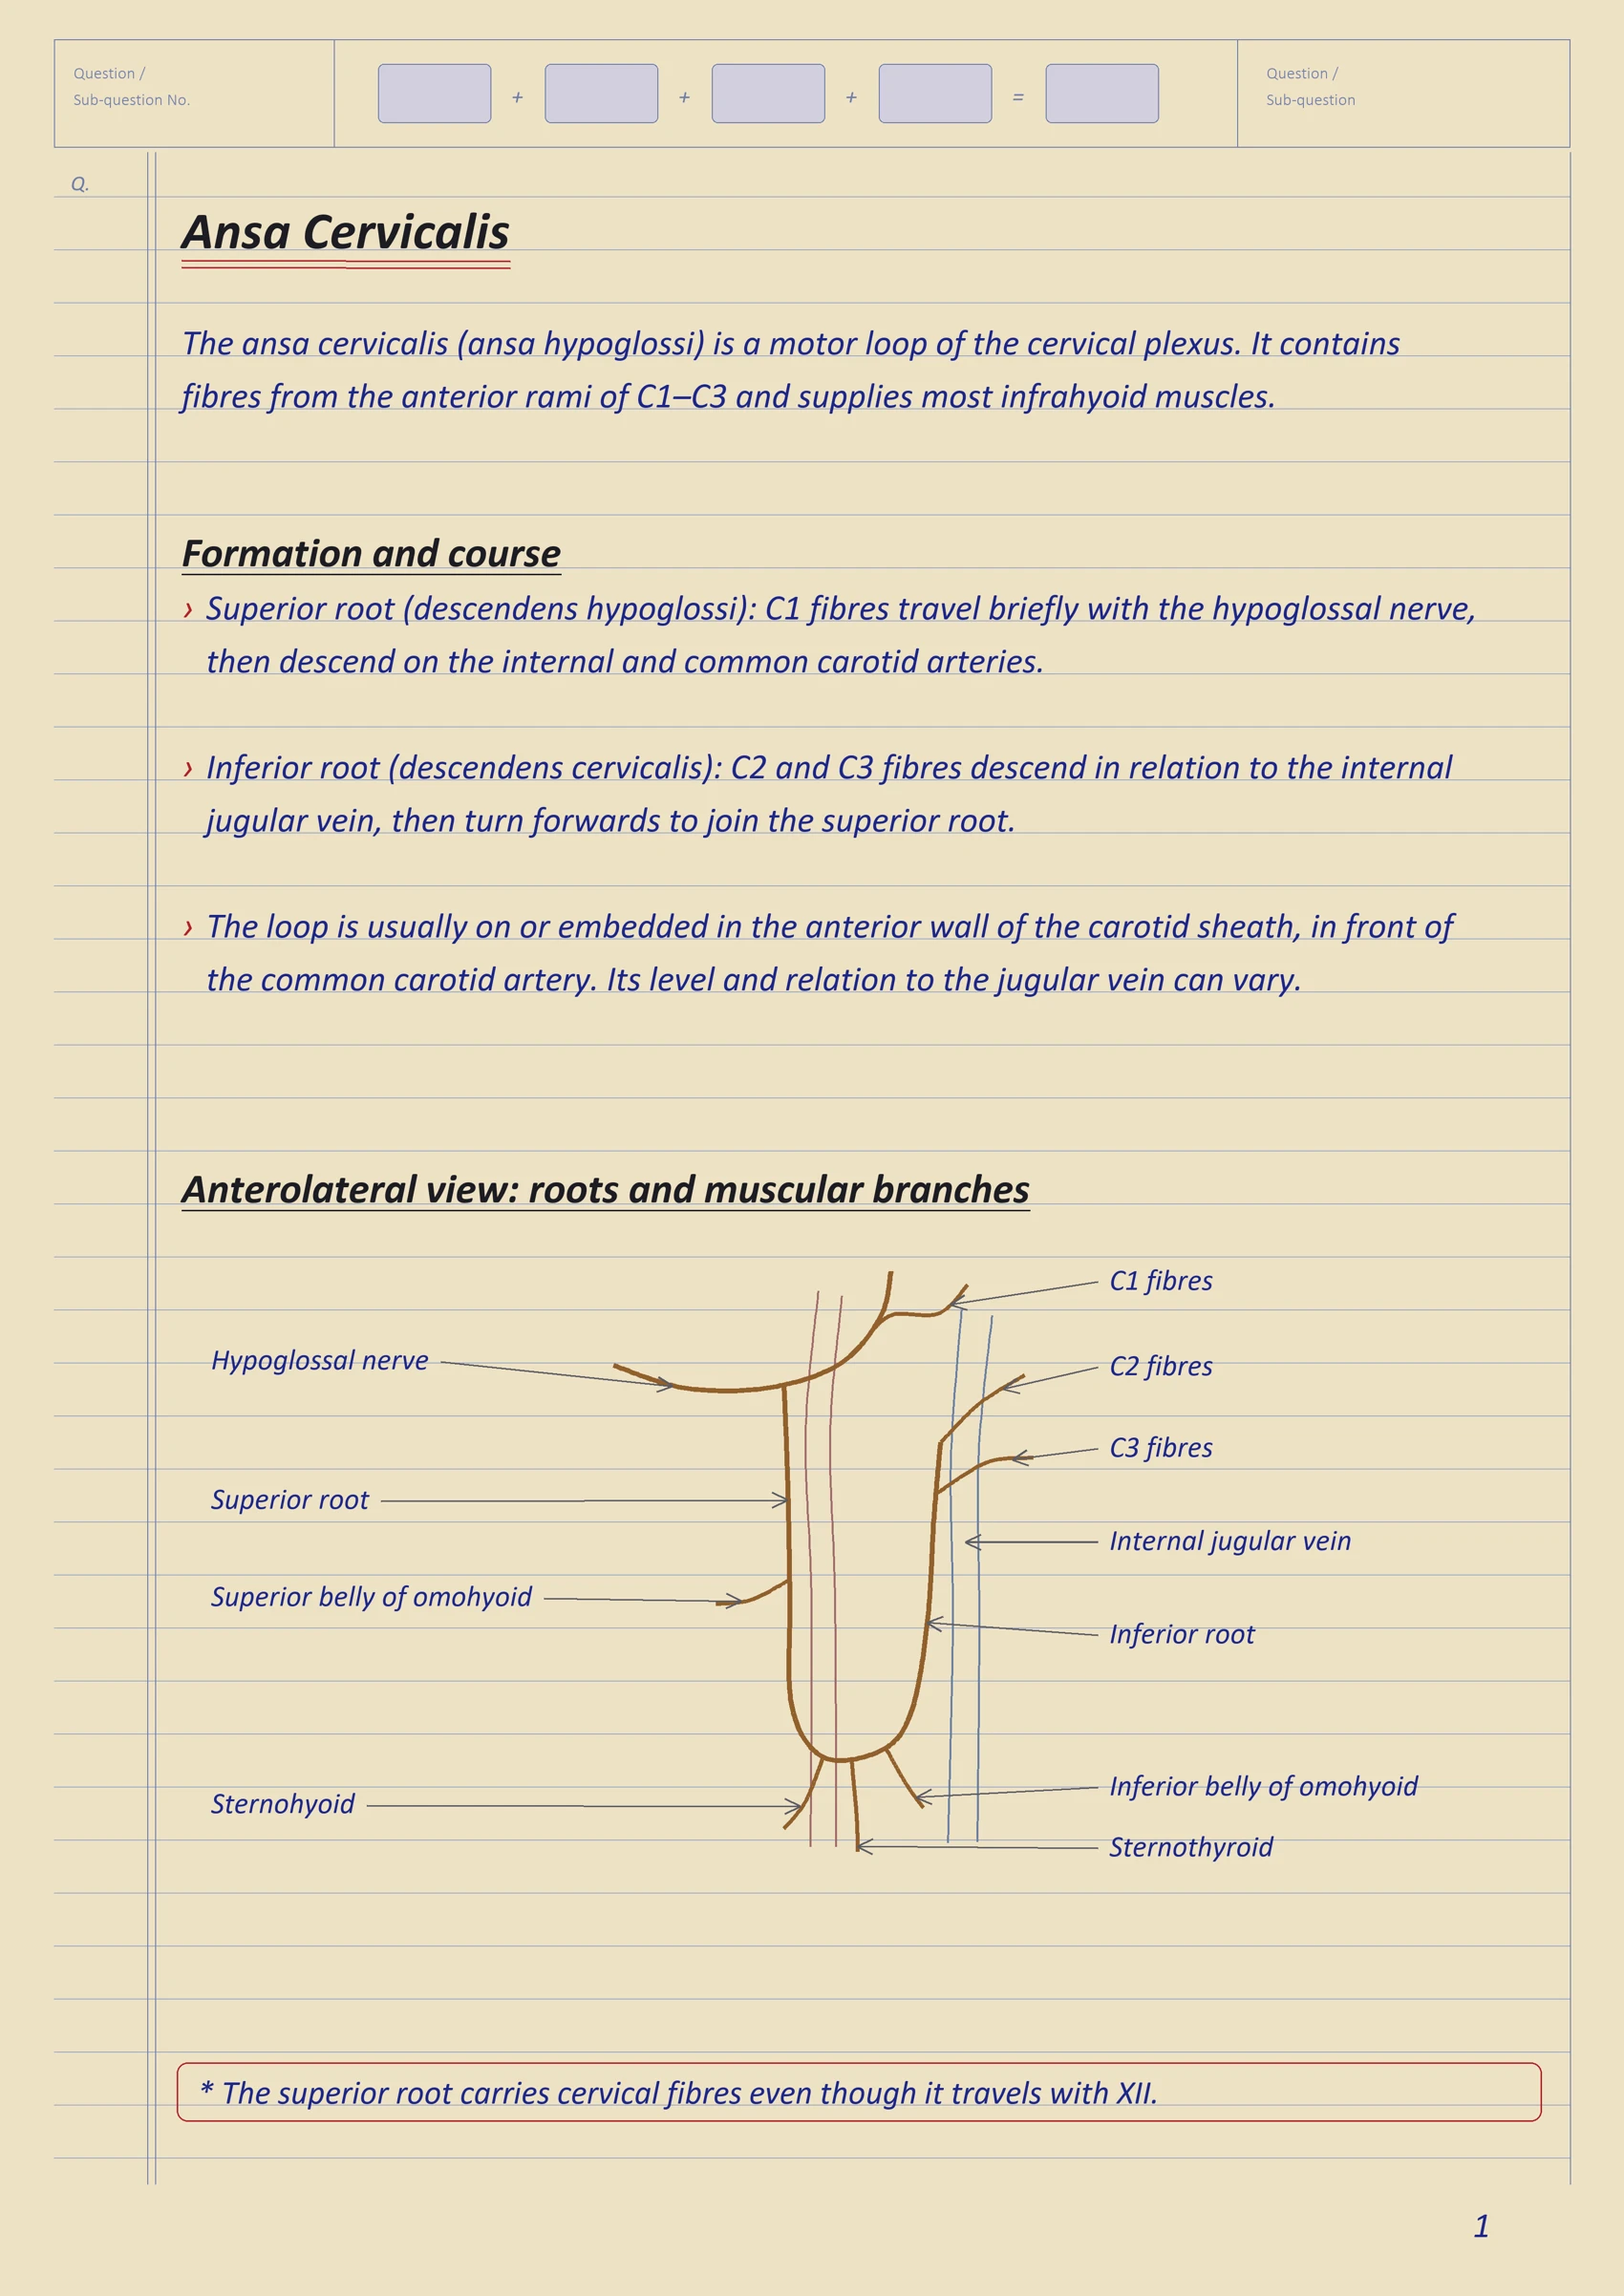 Question /
Sub-question No.
+ + + =
Question /
Sub-question
Q.
Ansa Cervicalis
The ansa cervicalis (ansa hypoglossi) is a motor loop of the cervical plexus. It contains
fibres from the anterior rami of C1–C3 and supplies most infrahyoid muscles.
Formation and course
› Superior root (descendens hypoglossi): C1 fibres travel briefly with the hypoglossal nerve,
then descend on the internal and common carotid arteries.
› Inferior root (descendens cervicalis): C2 and C3 fibres descend in relation to the internal
jugular vein, then turn forwards to join the superior root.
› The loop is usually on or embedded in the anterior wall of the carotid sheath, in front of
the common carotid artery. Its level and relation to the jugular vein can vary.
Anterolateral view: roots and muscular branches
C1 fibres
Hypoglossal nerve
C2 fibres
C3 fibres
Superior root
Internal jugular vein
Superior belly of omohyoid
Inferior root
Inferior belly of omohyoid
Sternohyoid
Sternothyroid
* The superior root carries cervical fibres even though it travels with XII.
1